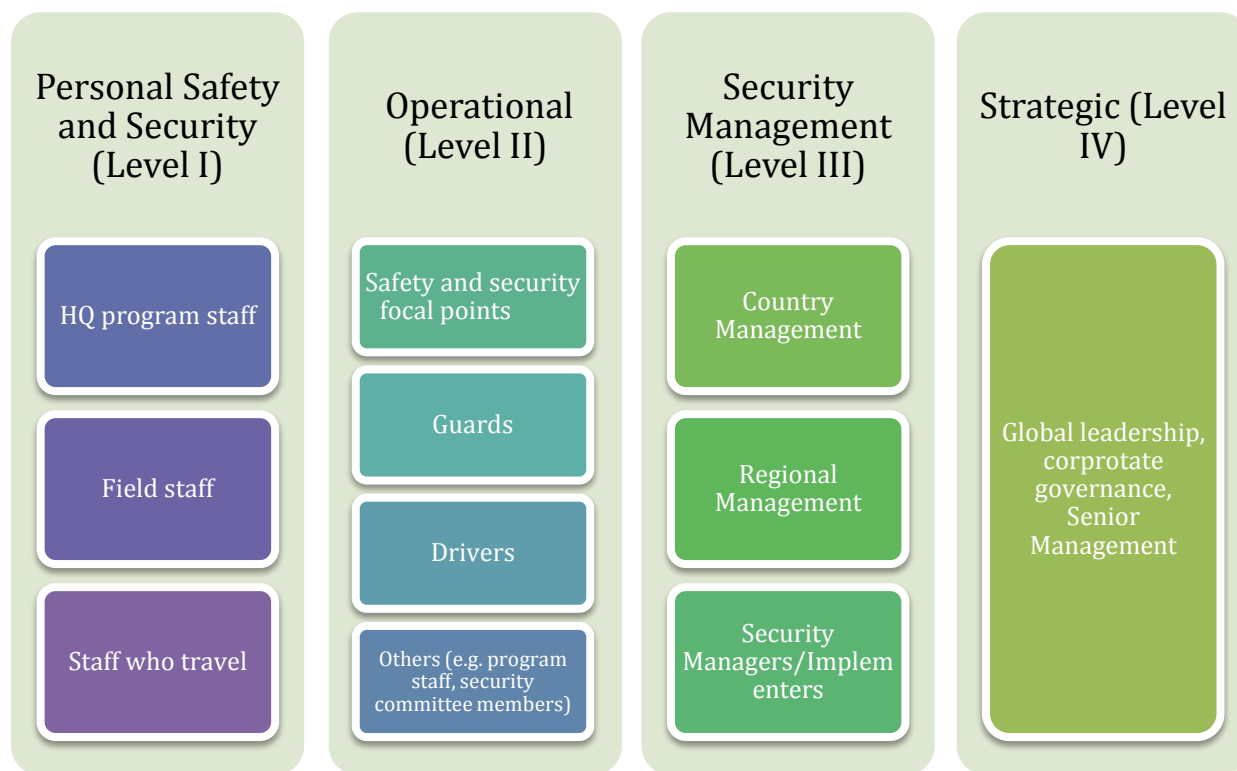 Personal Safety
and Security
(Level I)
HQ program staff
Field staff
Staff who travel
Operational
(Level II)
Safety and security
focal points
Guards
Drivers
Others (e.g. program
staff, security
committee members)
Security
Management
(Level III)
Country
Management
Regional
Management
Security
Managers/Implem
enters
Strategic (Level
IV)
Global leadership,
corprotate
governance,
Senior
Management